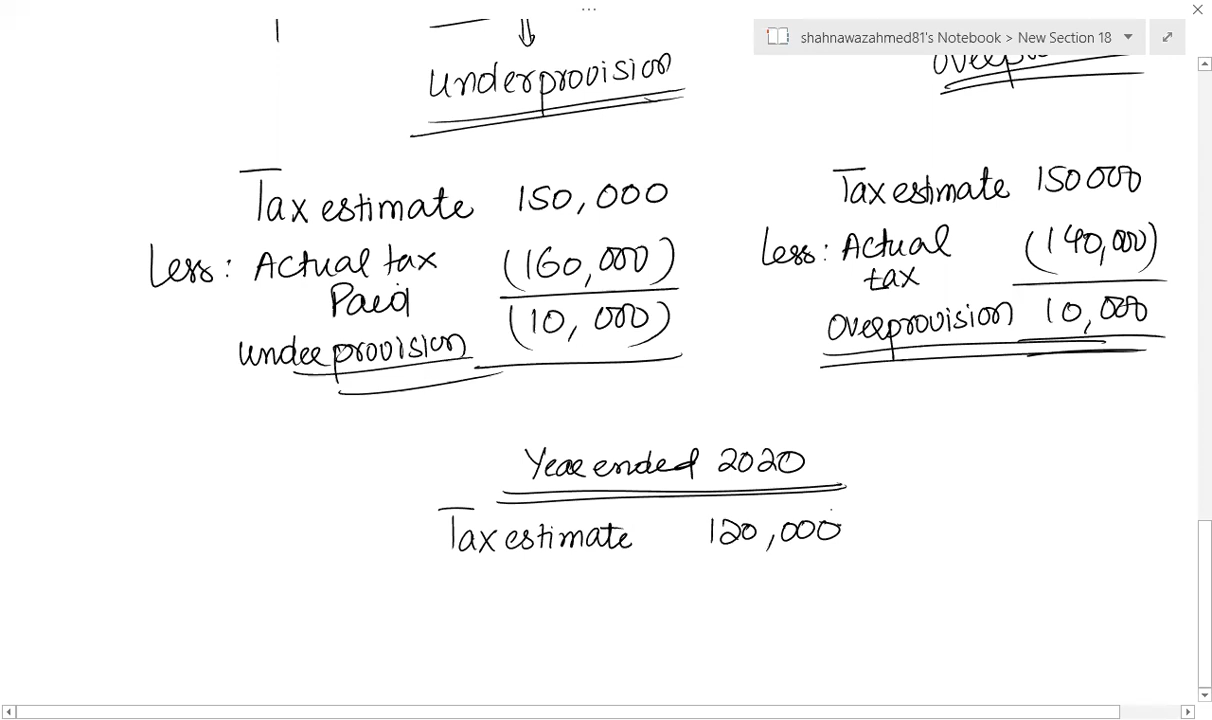 shahnawazahmed81's Notebook > New Section 18
underprovision
Tax estimate 150,000
Less: Actual tax (160,000)
Paid
underprovision (10,000)
Tax estimate 150000
Less: Actual (140,000)
tax
overprovision 10,000
Year ended 2020
Tax estimate 120,000